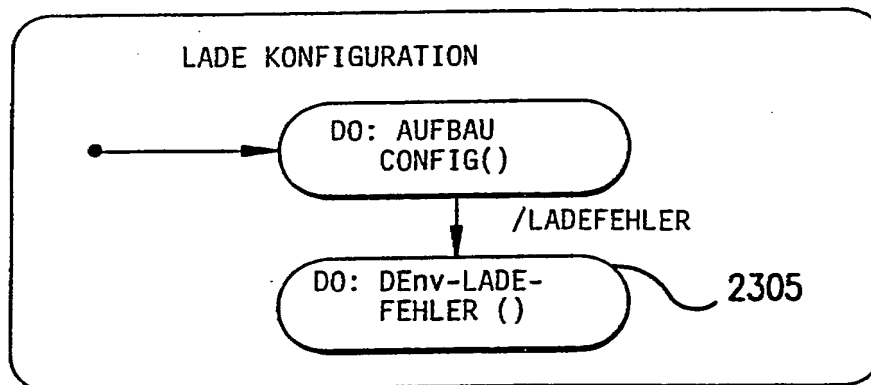 LADE KONFIGURATION
DO: AUFBAU
CONFIG()
/LADEFEHLER
DO: DEnv-LADE-
FEHLER ()
2305